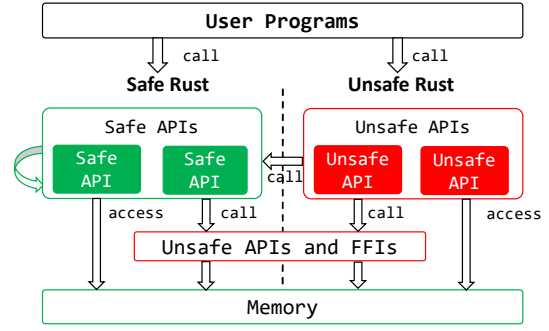 User Programs
call
call
Safe Rust
Unsafe Rust
Safe APIs
Unsafe APIs
Safe
API
Safe
API
Unsafe
API
Unsafe
API
call
access
call
call
access
Unsafe APIs and FFIs
Memory